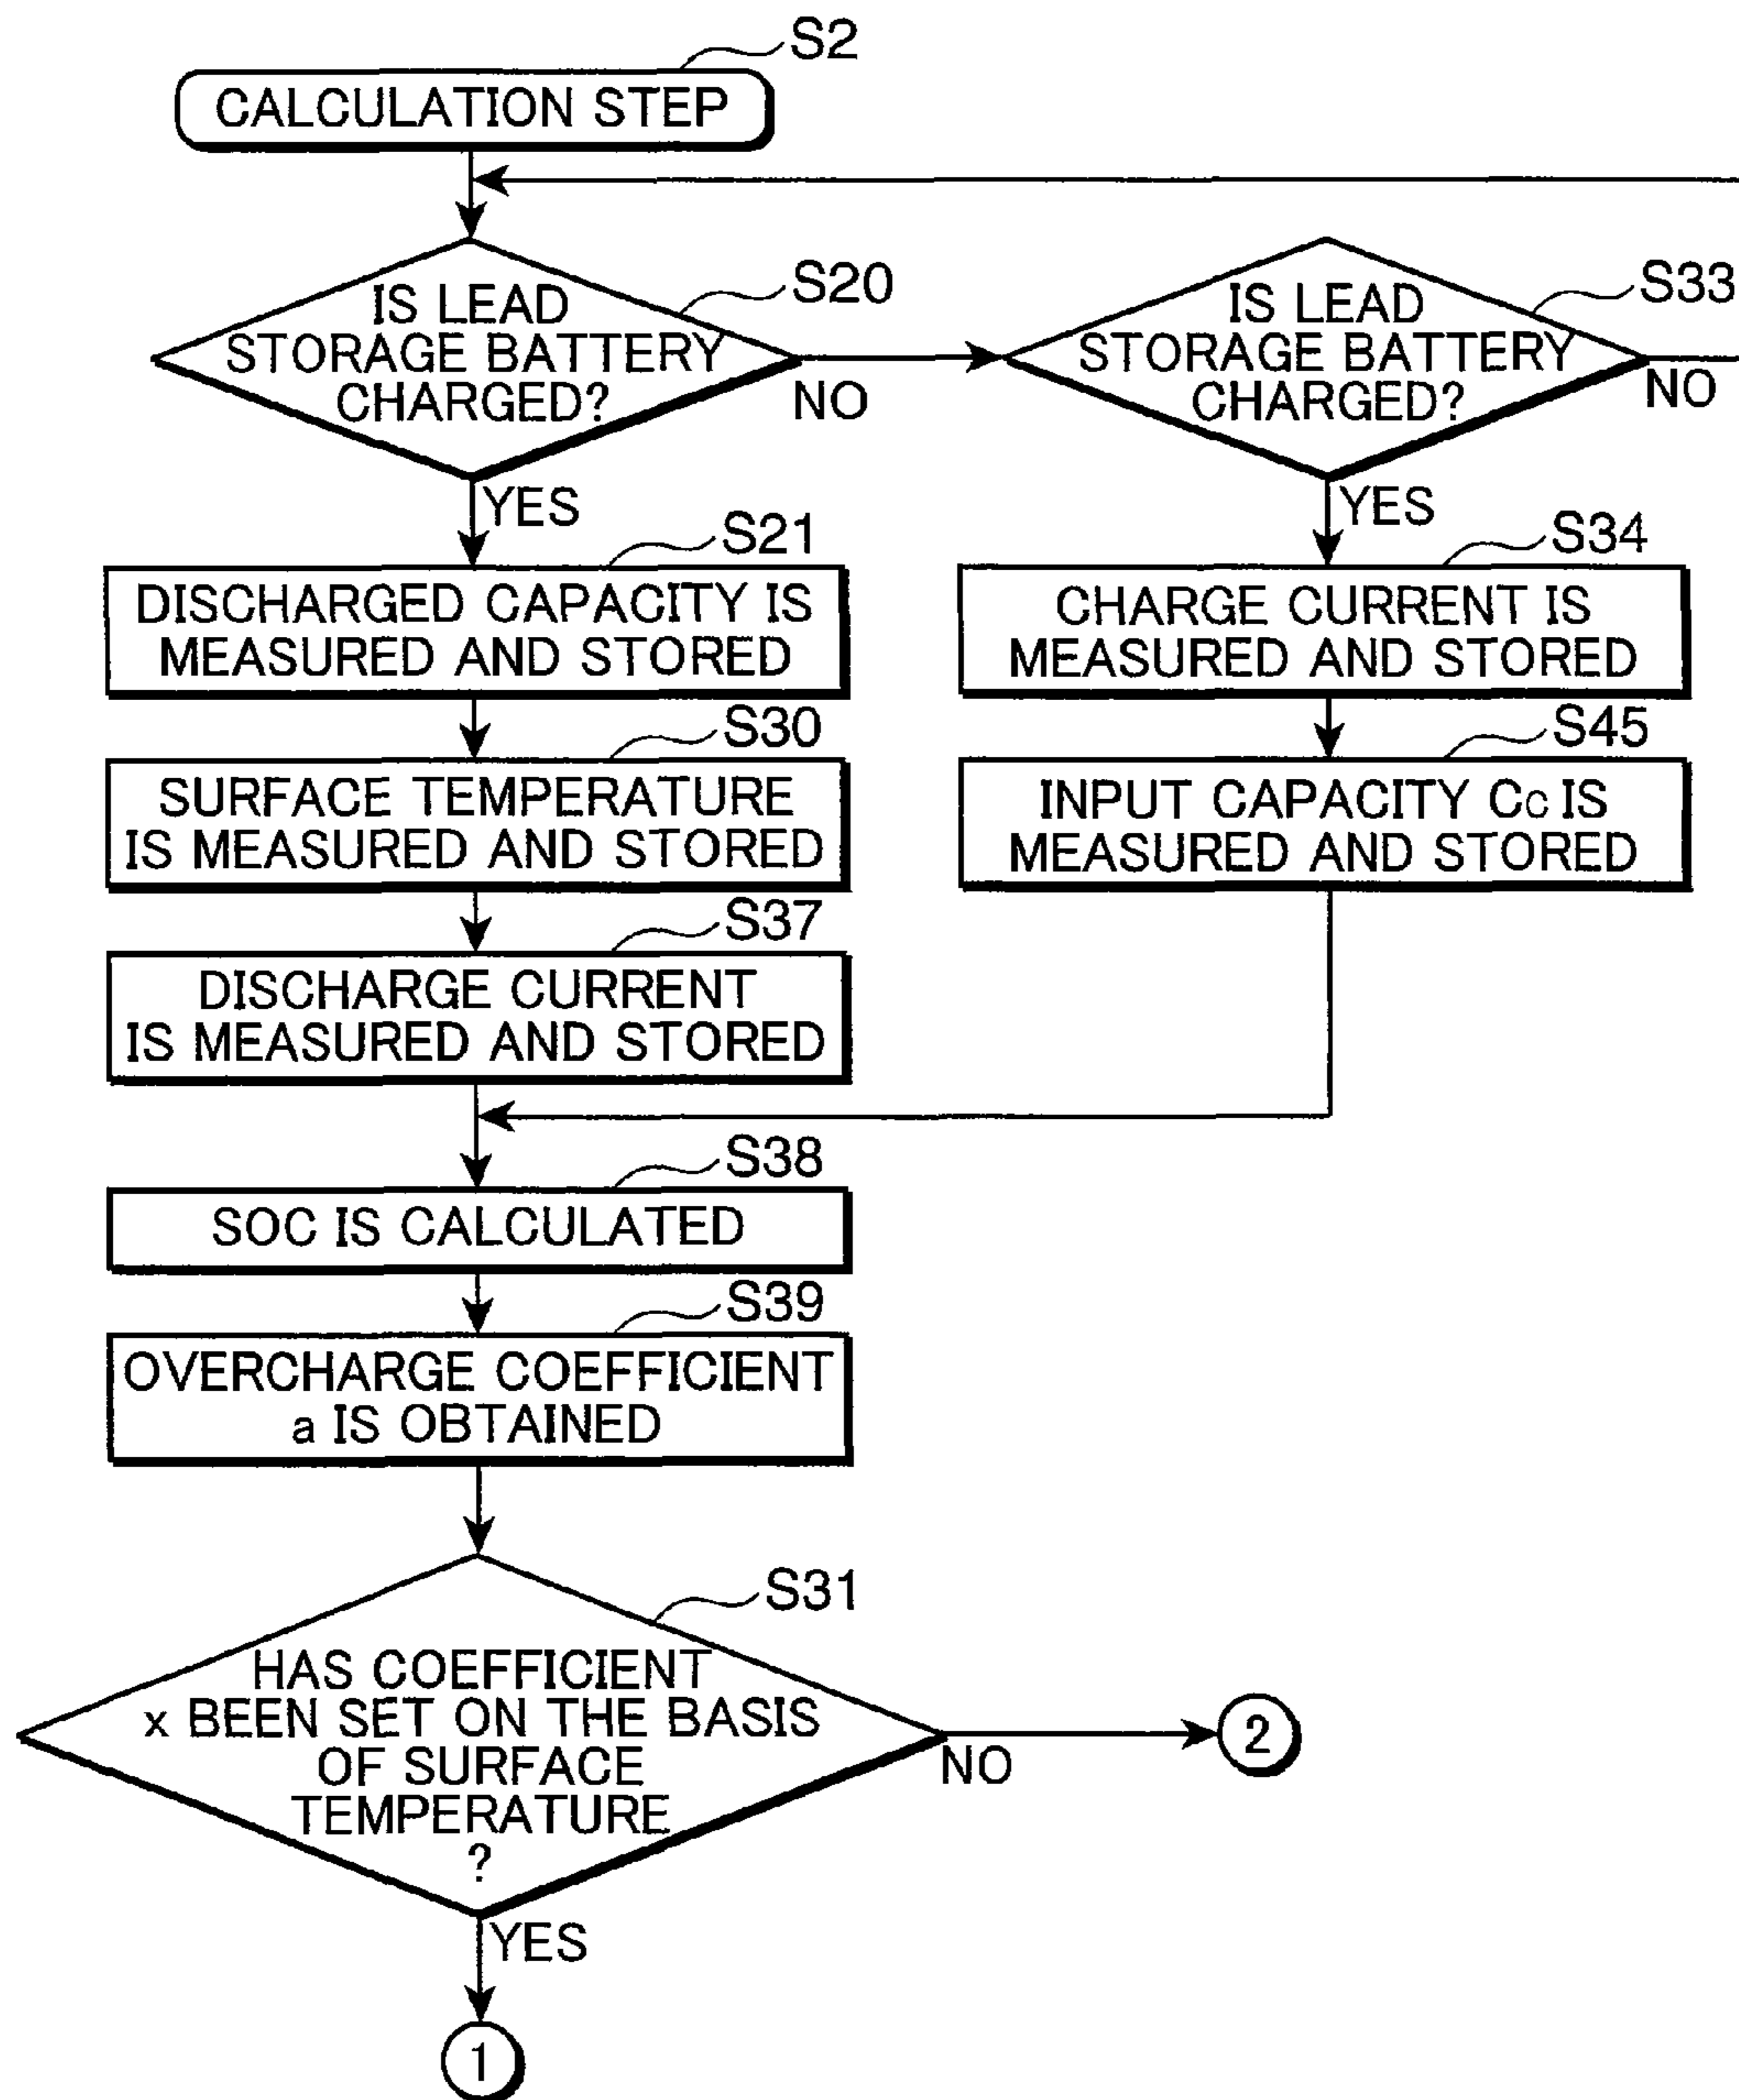 S2
CALCULATION STEP
S20
IS LEAD
STORAGE BATTERY
CHARGED?
NO
YES
S33
IS LEAD
STORAGE BATTERY
CHARGED?
NO
YES
S21
DISCHARGED CAPACITY IS
MEASURED AND STORED
S34
CHARGE CURRENT IS
MEASURED AND STORED
S30
SURFACE TEMPERATURE
IS MEASURED AND STORED
S45
INPUT CAPACITY Cc IS
MEASURED AND STORED
S37
DISCHARGE CURRENT
IS MEASURED AND STORED
S38
SOC IS CALCULATED
S39
OVERCHARGE COEFFICIENT
a IS OBTAINED
S31
HAS COEFFICIENT
x BEEN SET ON THE BASIS
OF SURFACE
TEMPERATURE
?
NO
2
YES
1